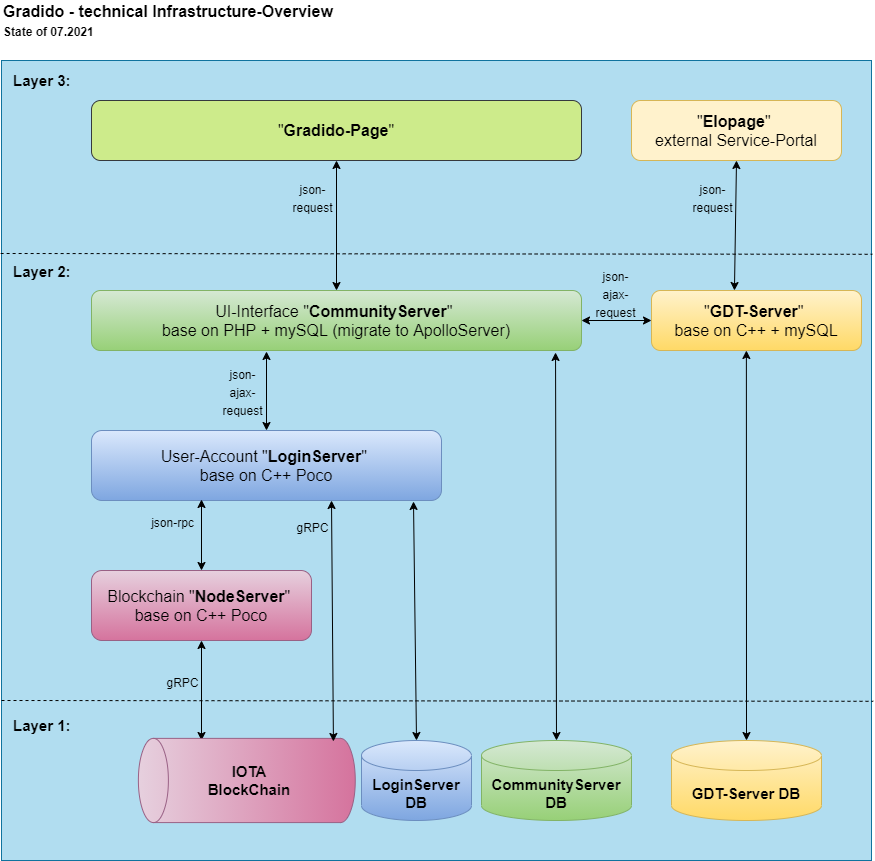 Gradido - technical Infrastructure-Overview
State of 07.2021
Layer 3:
"Gradido-Page"
"Elopage"
external Service-Portal
json-
request
json-
request
Layer 2:
json-
ajax-
request
UI-Interface "CommunityServer"
base on PHP + mySQL (migrate to ApolloServer)
"GDT-Server"
base on C++ + mySQL
json-
ajax-
request
User-Account "LoginServer"
base on C++ Poco
json-rpc
gRPC
Blockchain "NodeServer"
base on C++ Poco
gRPC
Layer 1:
IOTA
BlockChain
LoginServer
DB
CommunityServer
DB
GDT-Server DB